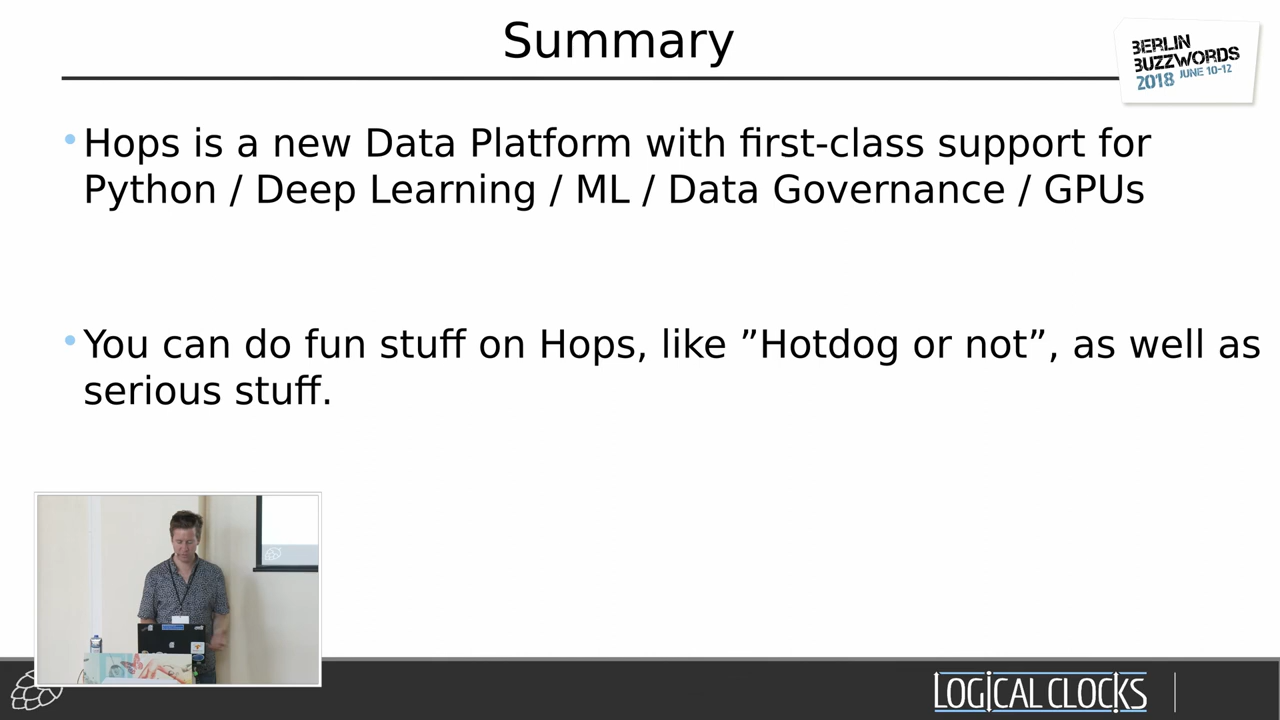 Summary
BERLIN
BUZZWORDS
2018 JUNE 10-12
Hops is a new Data Platform with first-class support for
Python / Deep Learning / ML / Data Governance / GPUs
You can do fun stuff on Hops, like ”Hotdog or not”, as well as
serious stuff.
LOGICAL CLOCKS